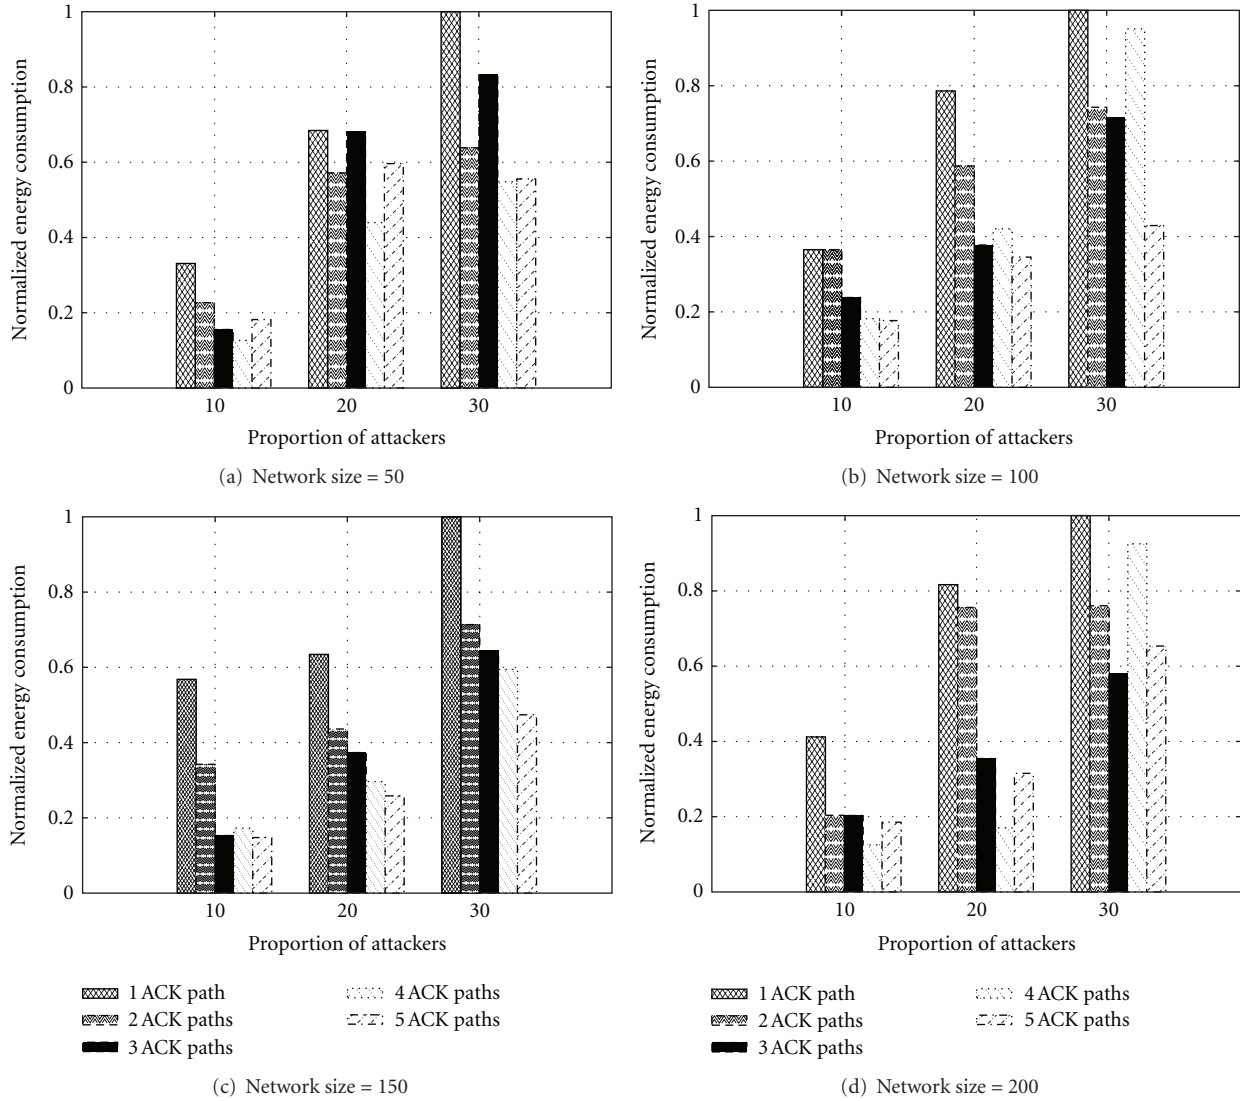 1
0.8
0.6
0.4
0.2
0
Normalized energy consumption
10 20 30
Proportion of attackers
(a) Network size = 50
1
0.8
0.6
0.4
0.2
0
Normalized energy consumption
10 20 30
Proportion of attackers
(b) Network size = 100
1
0.8
0.6
0.4
0.2
0
Normalized energy consumption
10 20 30
Proportion of attackers
1 ACK path
2 ACK paths
3 ACK paths
4 ACK paths
5 ACK paths
(c) Network size = 150
1
0.8
0.6
0.4
0.2
0
Normalized energy consumption
10 20 30
Proportion of attackers
1 ACK path
2 ACK paths
3 ACK paths
4 ACK paths
5 ACK paths
(d) Network size = 200